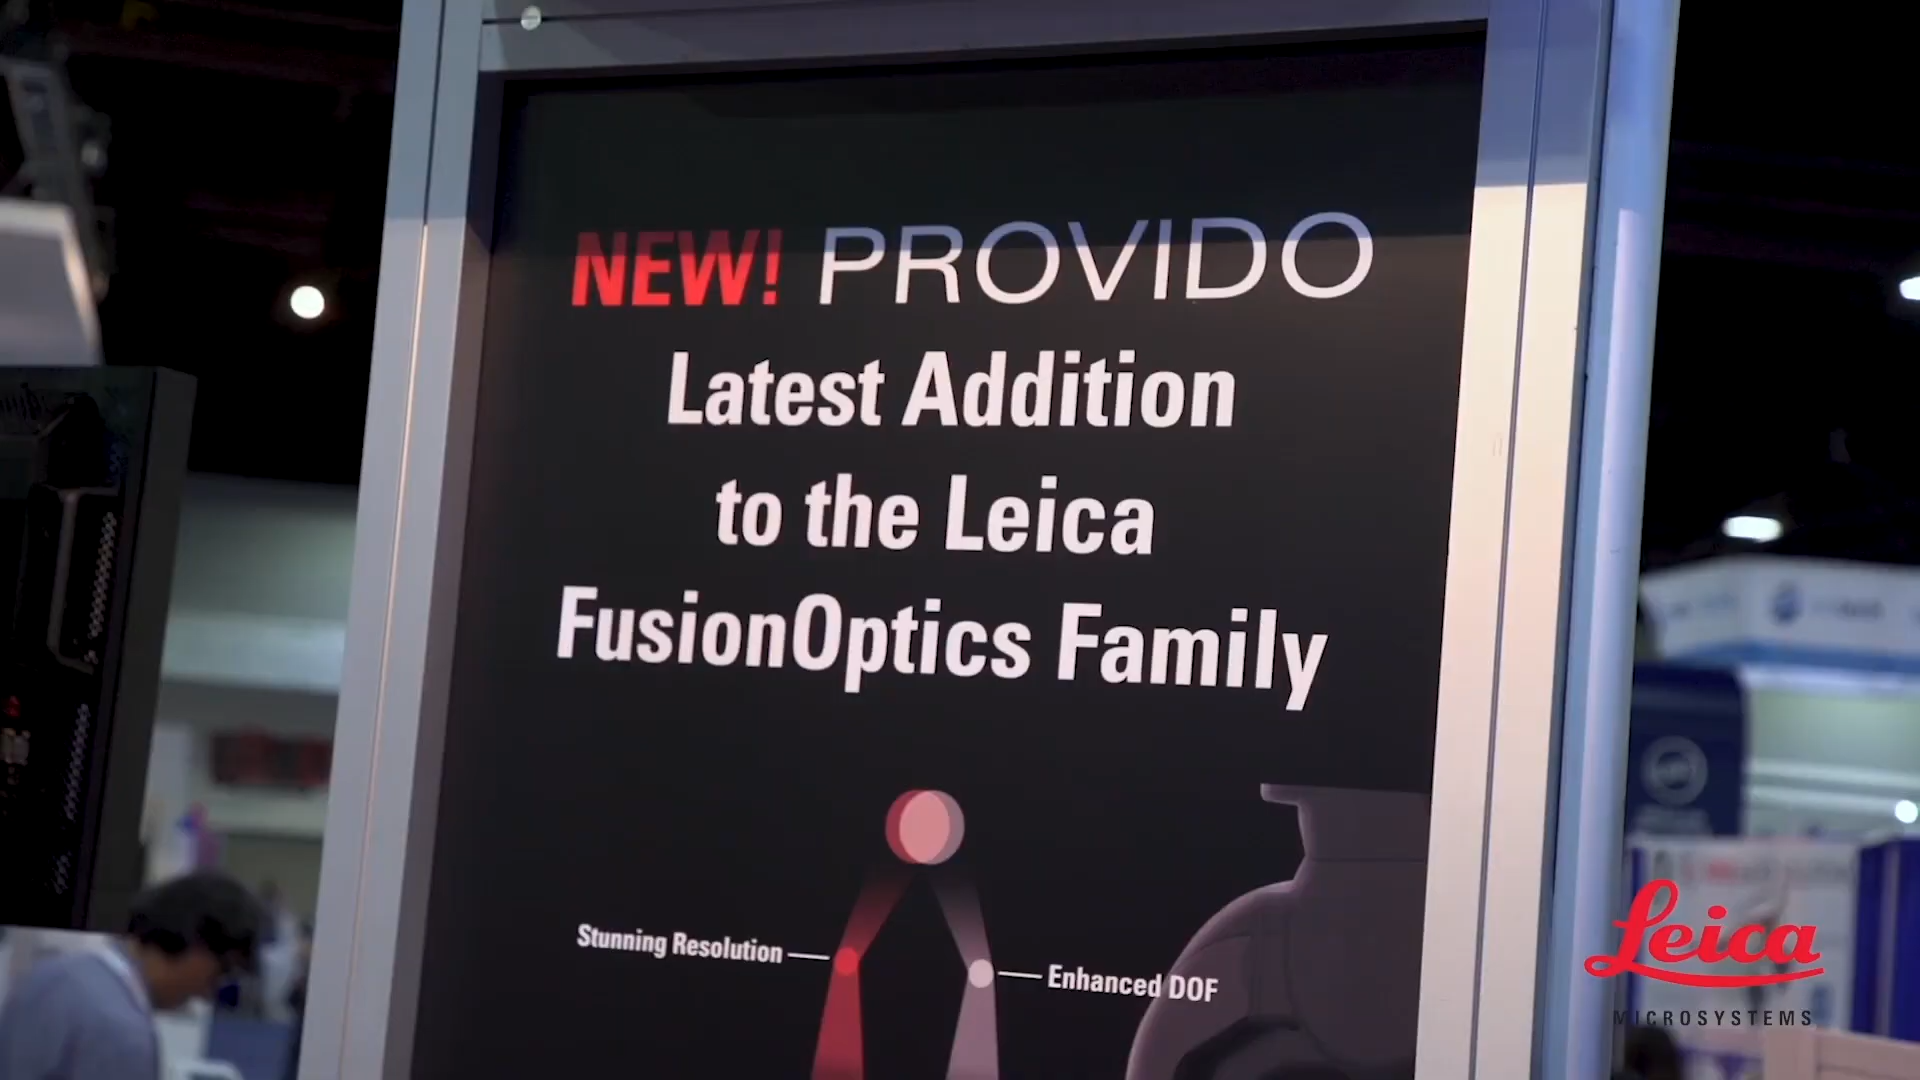 NEW! PROVIDO
Latest Addition
to the Leica
FusionOptics Family
Stunning Resolution
Enhanced DOF
Leica
MICROSYSTEMS